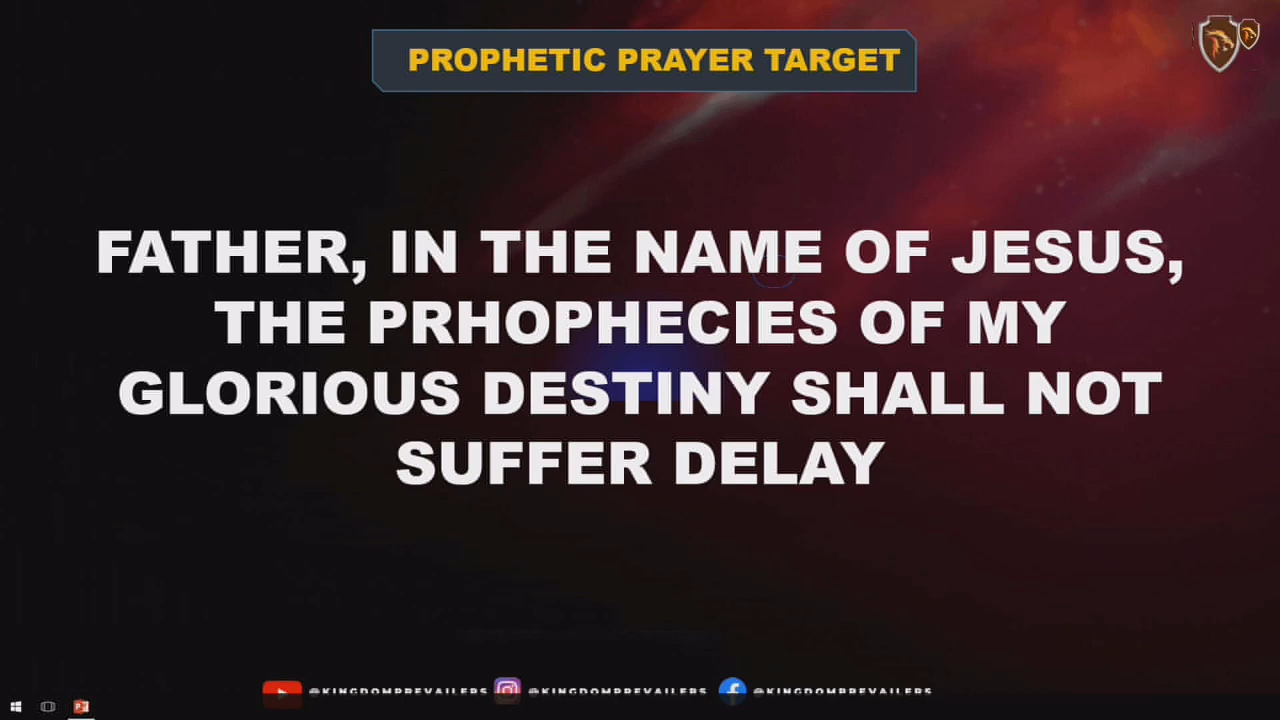 PROPHETIC PRAYER TARGET
FATHER, IN THE NAME OF JESUS,
THE PRHOPHECIES OF MY
GLORIOUS DESTINY SHALL NOT
SUFFER DELAY
@KINGDOMPREVAILERS @KINGDOMPREVAILERS @KINGDOMPREVAILERS